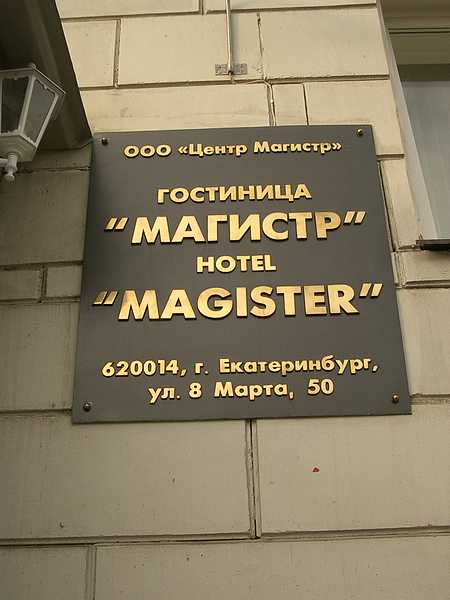 ООО «Центр Магистр»
ГОСТИНИЦА
"МАГИСТР"
HOTEL
"MAGISTER"
620014, г. Екатеринбург,
ул. 8 Марта, 50